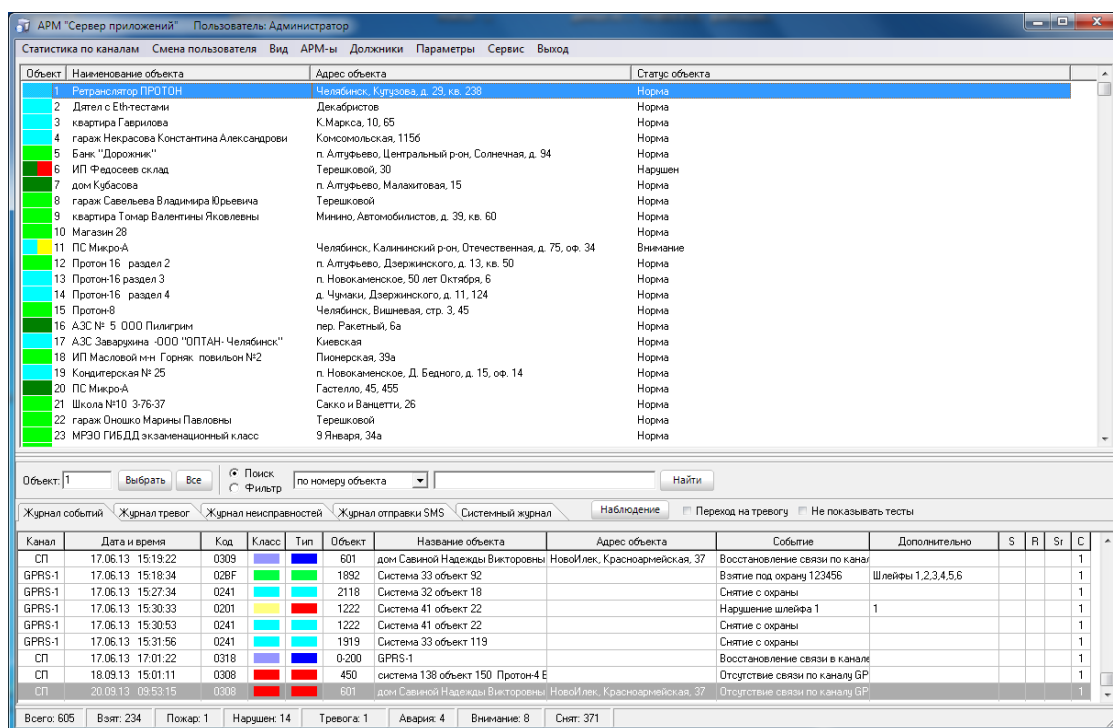 АРМ "Сервер приложений" Пользователь: Администратор
Статистика по каналам Смена пользователя Вид АРМ-ы Должники Параметры Сервис Выход
Объект Наименование объекта Адрес объекта Статус объекта
1 Ретранслятор ПРОТОН Челябинск, Кутузова, д. 29, кв. 238 Норма
2 Дятел с Eth-тестами Декабристов Норма
3 квартира Гаврилова К.Маркса, 10, 65 Норма
4 гараж Некрасова Константина Александрови Комсомольская, 115б Норма
5 Банк "Дорожник" п. Алтуфьево, Центральный р-он, Солнечная, д. 94 Норма
6 ИП Федосеев склад Терешковой, 30 Нарушен
7 дом Кубасова п. Алтуфьево, Малахитовая, 15 Норма
8 гараж Савельева Владимира Юрьевича Терешковой Норма
9 квартира Томар Валентины Яковлевны Минино, Автомобилистов, д. 39, кв. 60 Норма
10 Магазин 28 Норма
11 ПС Микро-А Челябинск, Калининский р-он, Отечественная, д. 75, оф. 34 Внимание
12 Протон 16 раздел 2 п. Алтуфьево, Дзержинского, д. 13, кв. 50 Норма
13 Протон-16 раздел 3 п. Новокаменское, 50 лет Октября, 6 Норма
14 Протон-16 раздел 4 д. Чумаки, Дзержинского, д. 11, 124 Норма
15 Протон-8 Челябинск, Вишневая, стр. 3, 45 Норма
16 АЗС № 5 ООО Пилигрим пер. Ракетный, 6а Норма
17 АЗС Заварухина -ООО "ОПТАН- Челябинск" Киевская Норма
18 ИП Масловой м-н Горняк повильон №2 Пионерская, 39а Норма
19 Кондитерская № 25 п. Новокаменское, Д. Бедного, д. 15, оф. 14 Норма
20 ПС Микро-А Гастелло, 45, 455 Норма
21 Школа №10 3-76-37 Сакко и Ванцетти, 26 Норма
22 гараж Оношко Марины Павловны Терешковой Норма
23 МРЭО ГИБДД экзаменационный класс 9 Января, 34а Норма
Объект: 1 Выбрать Все Поиск Фильтр по номеру объекта Найти
Журнал событий Журнал тревог Журнал неисправностей Журнал отправки SMS Системный журнал Наблюдение Переход на тревогу Не показывать тесты
Канал Дата и время Код Класс Тип Объект Название объекта Адрес объекта Событие Дополнительно S R Sr C
СП 17.06.13 15:19:22 0309 601 дом Савиной Надежды Викторовны НовоИлек, Красноармейская, 37 Восстановление связи по канал 1
GPRS-1 17.06.13 15:18:34 02BF 1892 Система 33 объект 92 Взятие под охрану 123456 Шлейфы 1,2,3,4,5,6 1
GPRS-1 17.06.13 15:27:34 0241 2118 Система 32 объект 18 Снятие с охраны 1
GPRS-1 17.06.13 15:30:33 0201 1222 Система 41 объект 22 Нарушение шлейфа 1 1 1
GPRS-1 17.06.13 15:30:53 0241 1222 Система 41 объект 22 Снятие с охраны 1
GPRS-1 17.06.13 15:31:56 0241 1919 Система 33 объект 119 Снятие с охраны 1
СП 17.06.13 17:01:22 0318 0-200 GPRS-1 Восстановление связи в канале 1
СП 18.09.13 15:01:11 0308 450 система 138 объект 150 Протон-4 Е Отсутствие связи по каналу GP 1
СП 20.09.13 09:53:15 0308 601 дом Савиной Надежды Викторовны НовоИлек, Красноармейская, 37 Отсутствие связи по каналу GP 1
Всего: 605 Взят: 234 Пожар: 1 Нарушен: 14 Тревога: 1 Авария: 4 Внимание: 8 Снят: 371